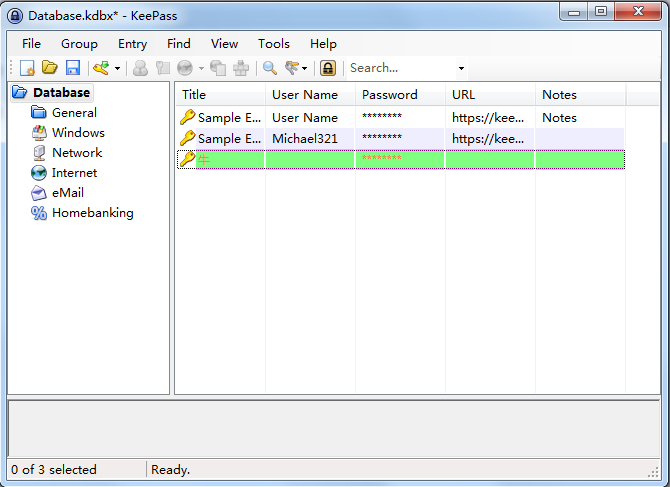 Database.kdbx* - KeePass
File Group Entry Find View Tools Help
Search...
Database
General
Windows
Network
Internet
eMail
Homebanking
Title User Name Password URL Notes
Sample E... User Name ******** https://kee... Notes
Sample E... Michael321 ******** https://kee...
牛 ********
0 of 3 selected Ready.